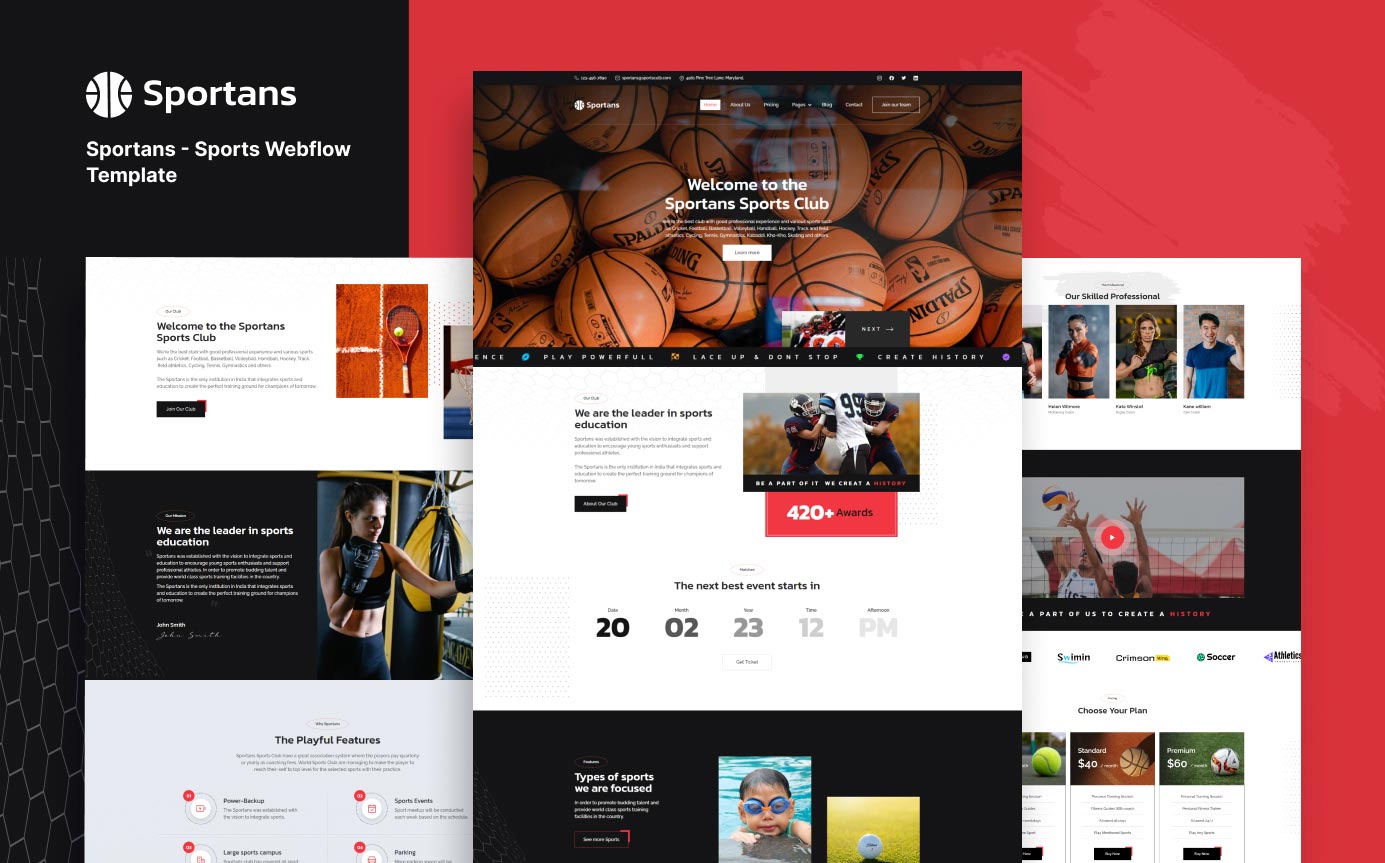 Sportans
Sportans - Sports Webflow
Template
Our Club
Welcome to the Sportans
Sports Club
We're the best club with good professional experience and various sports
such as Cricket, Football, Basketball, Volleyball, Handball, Hockey, Track and
field athletics, Cycling, Tennis, Gymnastics and others.
The Sportans is the only institution in India that integrates sports and
education to create the perfect training ground for champions of tomorrow.
Join Our Club
Our Mission
We are the leader in sports
education
Sportans was established with the vision to integrate sports and
education to encourage young sports enthusiasts and support
professional athletes. In order to promote budding talent and
provide world class sports training facilities in the country.
The Sportans is the only institution in India that integrates sports
and education to create the perfect training ground for champions
of tomorrow.
John Smith
John Smith
Why Sportans
The Playful Features
Sportans Sports Club have a great association system where the players pay quarterly
or yearly as coaching fees. World Sports Club are managing to make the player to
reach their self to top level for the selected sports with their practice.
01
Power-Backup
The Sportans was established with
the vision to integrate sports.
02
Sports Events
Sport meetup will be conducted
each week based on the schedule.
03
Large sports campus
04
Parking
123-456-7890
sportans@sportsclub.com
4961 Pine Tree Lane, Maryland.
Sportans
Home
About Us
Pricing
Pages
Blog
Contact
Join our team
Welcome to the
Sportans Sports Club
We're the best club with good professional experience and various sports such
as Cricket, Football, Basketball, Volleyball, Handball, Hockey, Track and field
athletics, Cycling, Tennis, Gymnastics, Kabaddi, Kho-Kho, Skating and others.
Learn more
SPALDING
SPALDING
NEXT
ENCE PLAY POWERFULL LACE UP & DONT STOP CREATE HISTORY
Our Club
We are the leader in sports
education
Sportans was established with the vision to integrate sports and
education to encourage young sports enthusiasts and support
professional athletes.
The Sportans is the only institution in India that integrates sports and
education to create the perfect training ground for champions of
tomorrow.
About Our Club
99
BE A PART OF IT WE CREAT A HISTORY
420+ Awards
Matches
The next best event starts in
Date Month Year Time Afternoon
20 02 23 12 PM
Get Ticket
Features
Types of sports
we are focused
In order to promote budding talent and
provide world class sports training
facilities in the country.
See more Sports
Our Skilled Professional
Helen Wilmore
Kate Winslet
Kane william
E A PART OF US TO CREATE A HISTORY
Swimin
Crimson
Soccer
Athletics
Pricing
Choose Your Plan
Standard
$40 / month
Personal Training Session
Play Mentioned Sports
Buy Now
Premium
$60 / month
Personal Training Session
Personal Fitness Trainer
Play Any Sports
Buy Now